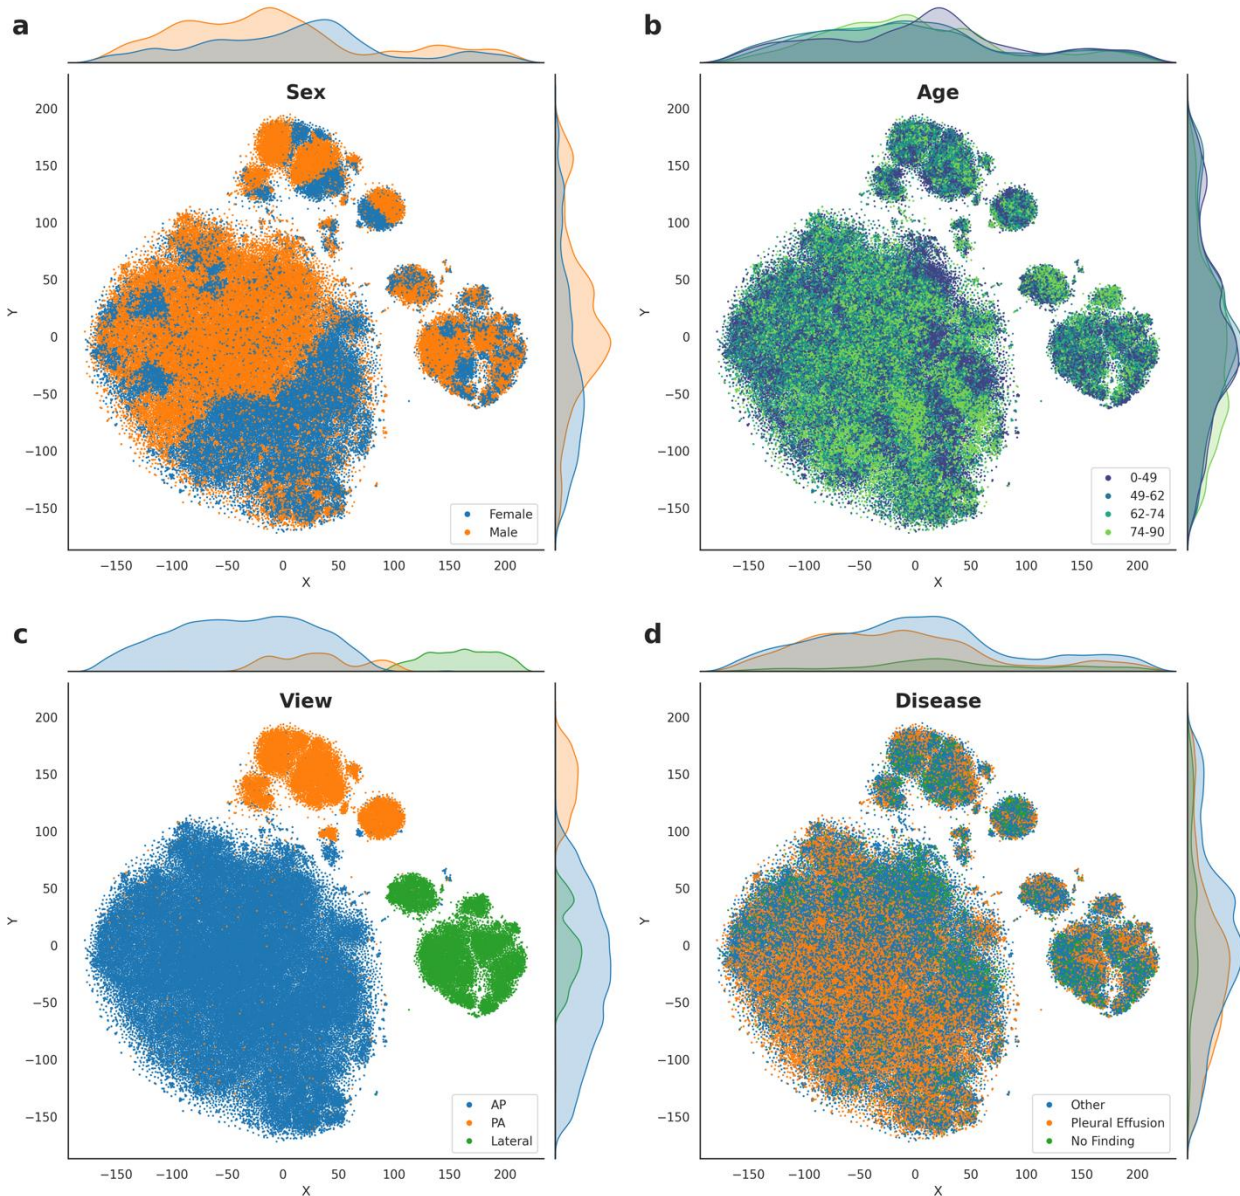 a
Sex
200
150
100
50
0
−50
−100
−150
Y
−150 −100 −50 0 50 100 150 200
X
Female
Male
b
Age
200
150
100
50
0
−50
−100
−150
Y
−150 −100 −50 0 50 100 150 200
X
0-49
49-62
62-74
74-90
c
View
200
150
100
50
0
−50
−100
−150
Y
−150 −100 −50 0 50 100 150 200
X
AP
PA
Lateral
d
Disease
200
150
100
50
0
−50
−100
−150
Y
−150 −100 −50 0 50 100 150 200
X
Other
Pleural Effusion
No Finding